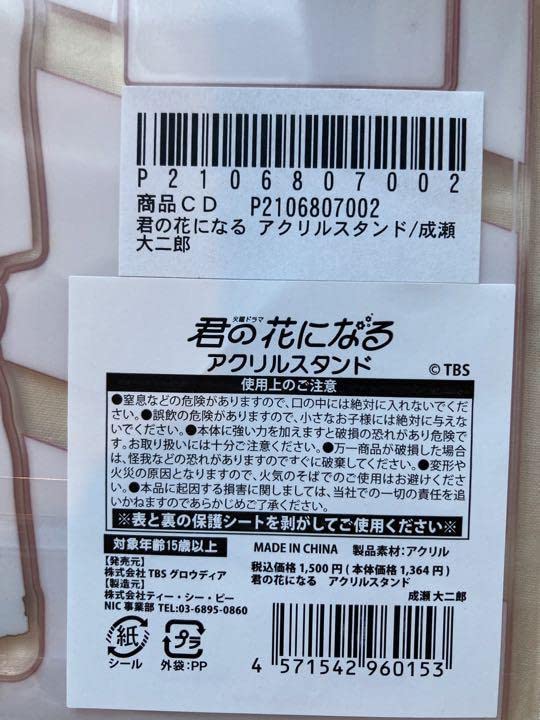 P2106807002
商品CD P2106807002
君の花になる アクリルスタンド/成瀬
大二郎
火曜ドラマ
君の花になる
アクリルスタンド
©TBS
使用上のご注意
●窒息などの危険がありますので、口の中には絶対に入れないでくだ
さい。●誤飲の危険がありますので、小さなお子様には絶対に与えな
いでください。●本体に強い力を加えますと破損の恐れがあり危険で
す。お取り扱いには十分ご注意ください。●万一商品が破損した場合
は、怪我などの恐れがありますのですぐに破棄してください。●変形や
火災の原因となりますので、火気のそばでのご使用はお避けくださ
い。●本品に起因する損害に関しましては、当社での一切の責任を追
いかねますのであらかじめご了承ください。
※表と裏の保護シートを剥がしてご使用ください※
対象年齢15歳以上
MADE IN CHINA 製品素材:アクリル
【発売元】
株式会社 TBS グロウディア
【製造元】
株式会社ティー・シー・ピー
NIC 事業部 TEL:03-6895-0860
税込価格 1,500円 ( 本体価格 1,364円 )
君の花になる アクリルスタンド
成瀬 大二郎
紙
シール
プラ
外袋:PP
4 571542 960153